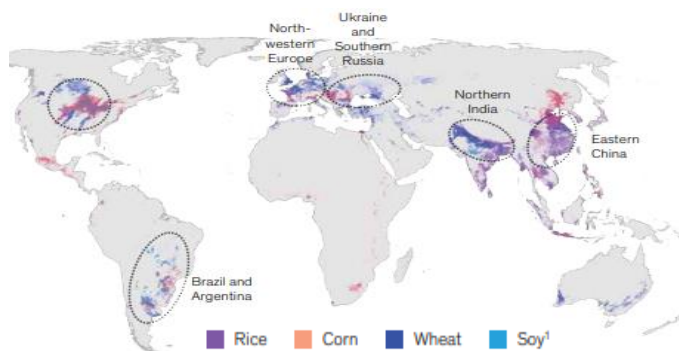 North-
western
Europe
Ukraine
and
Southern
Russia
Northern
India
Eastern
China
Brazil and
Argentina
Rice
Corn
Wheat
Soy¹